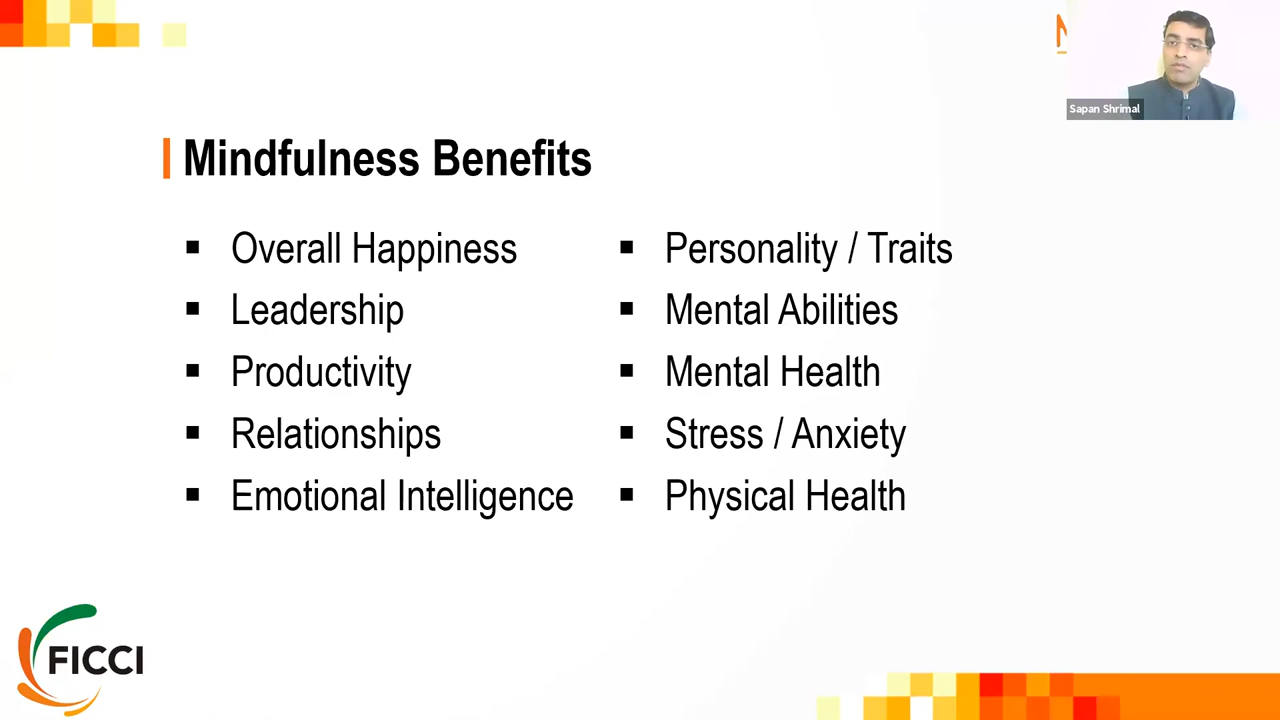 Sapan Shrimal
Mindfulness Benefits
Overall Happiness
Leadership
Productivity
Relationships
Emotional Intelligence
Personality / Traits
Mental Abilities
Mental Health
Stress / Anxiety
Physical Health
FICCI